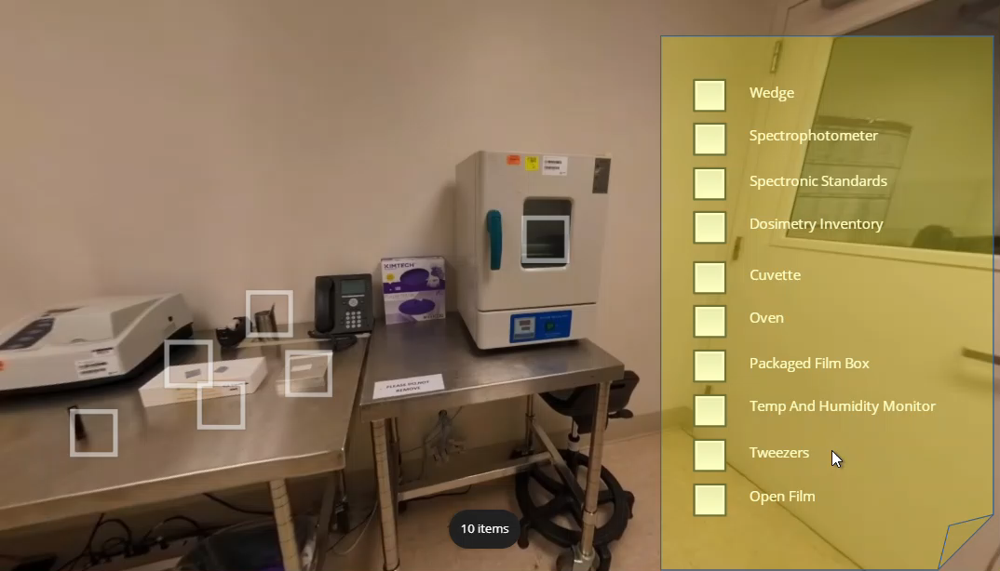 Wedge
Spectrophotometer
Spectronic Standards
Dosimetry Inventory
Cuvette
Oven
Packaged Film Box
Temp And Humidity Monitor
Tweezers
Open Film
KIMTECH
PLEASE DO NOT
REMOVE
10 items